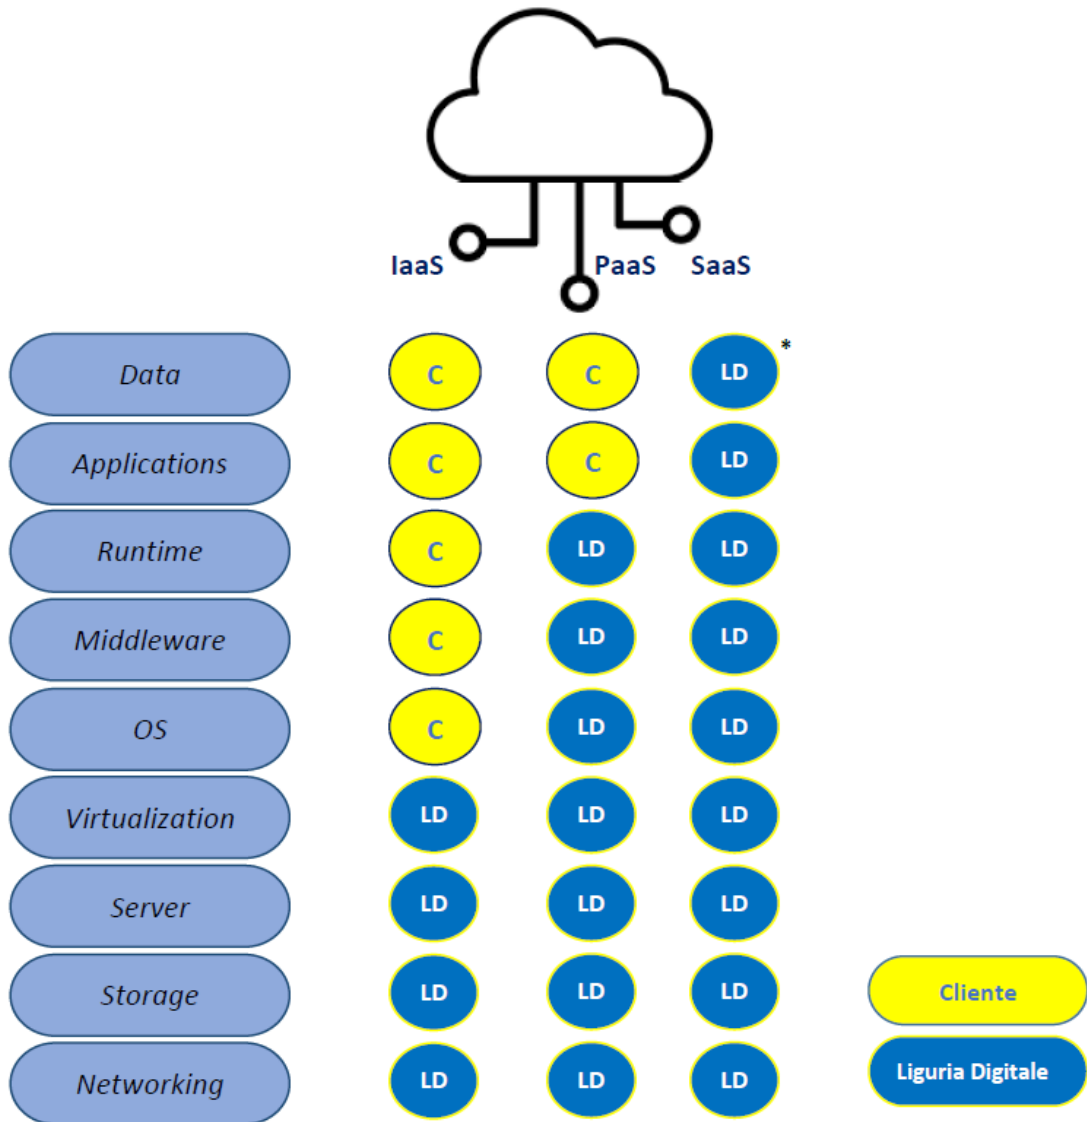 IaaS PaaS SaaS
Data C C LD *
Applications C C LD
Runtime C LD LD
Middleware C LD LD
OS C LD LD
Virtualization LD LD LD
Server LD LD LD
Storage LD LD LD
Cliente
Networking LD LD LD
Liguria Digitale